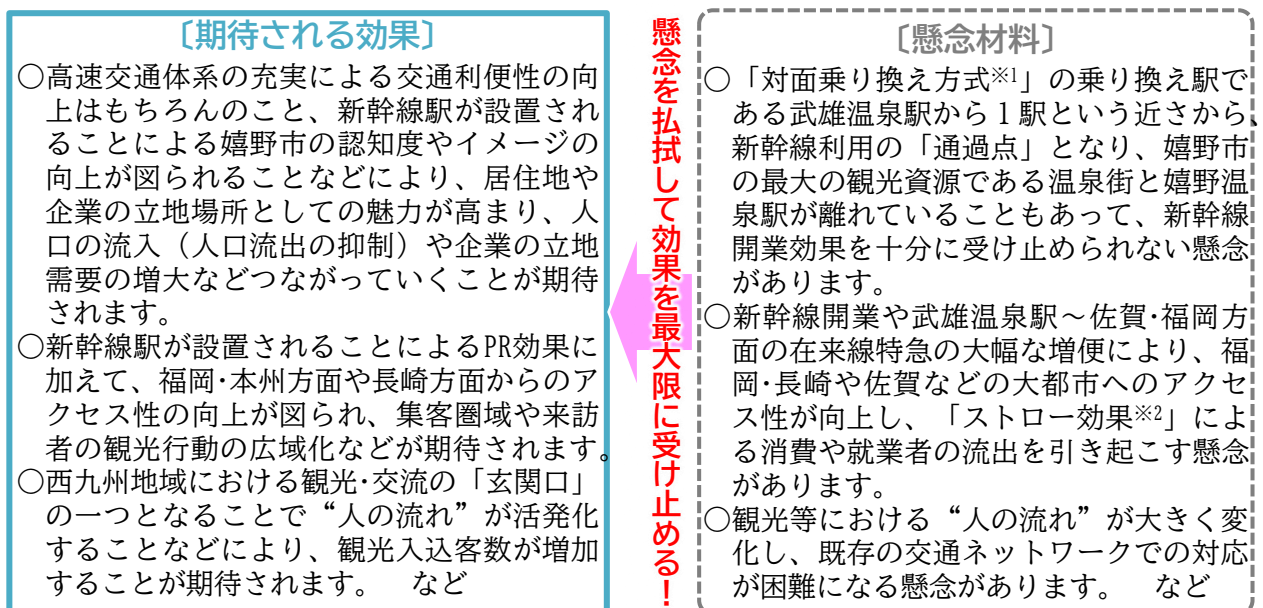 〔期待される効果〕
○高速交通体系の充実による交通利便性の向
上はもちろんのこと、新幹線駅が設置され
ることによる嬉野市の認知度やイメージの
向上が図られることなどにより、居住地や
企業の立地場所としての魅力が高まり、人
口の流入（人口流出の抑制）や企業の立地
需要の増大などつながっていくことが期待
されます。
○新幹線駅が設置されることによるPR効果に
加えて、福岡･本州方面や長崎方面からのア
クセス性の向上が図られ、集客圏域や来訪
者の観光行動の広域化などが期待されます。
○西九州地域における観光･交流の「玄関口」
の一つとなることで“人の流れ”が活発化
することなどにより、観光入込客数が増加
することが期待されます。　など
懸念を払拭して効果を最大限に受け止める！
〔懸念材料〕
○「対面乗り換え方式※1」の乗り換え駅で
ある武雄温泉駅から１駅という近さから、
新幹線利用の「通過点」となり、嬉野市
の最大の観光資源である温泉街と嬉野温
泉駅が離れていることもあって、新幹線
開業効果を十分に受け止められない懸念
があります。
○新幹線開業や武雄温泉駅～佐賀･福岡方
面の在来線特急の大幅な増便により、福
岡･長崎や佐賀などの大都市へのアクセ
ス性が向上し、「ストロー効果※2」によ
る消費や就業者の流出を引き起こす懸念
があります。
○観光等における“人の流れ”が大きく変
化し、既存の交通ネットワークでの対応
が困難になる懸念があります。　など